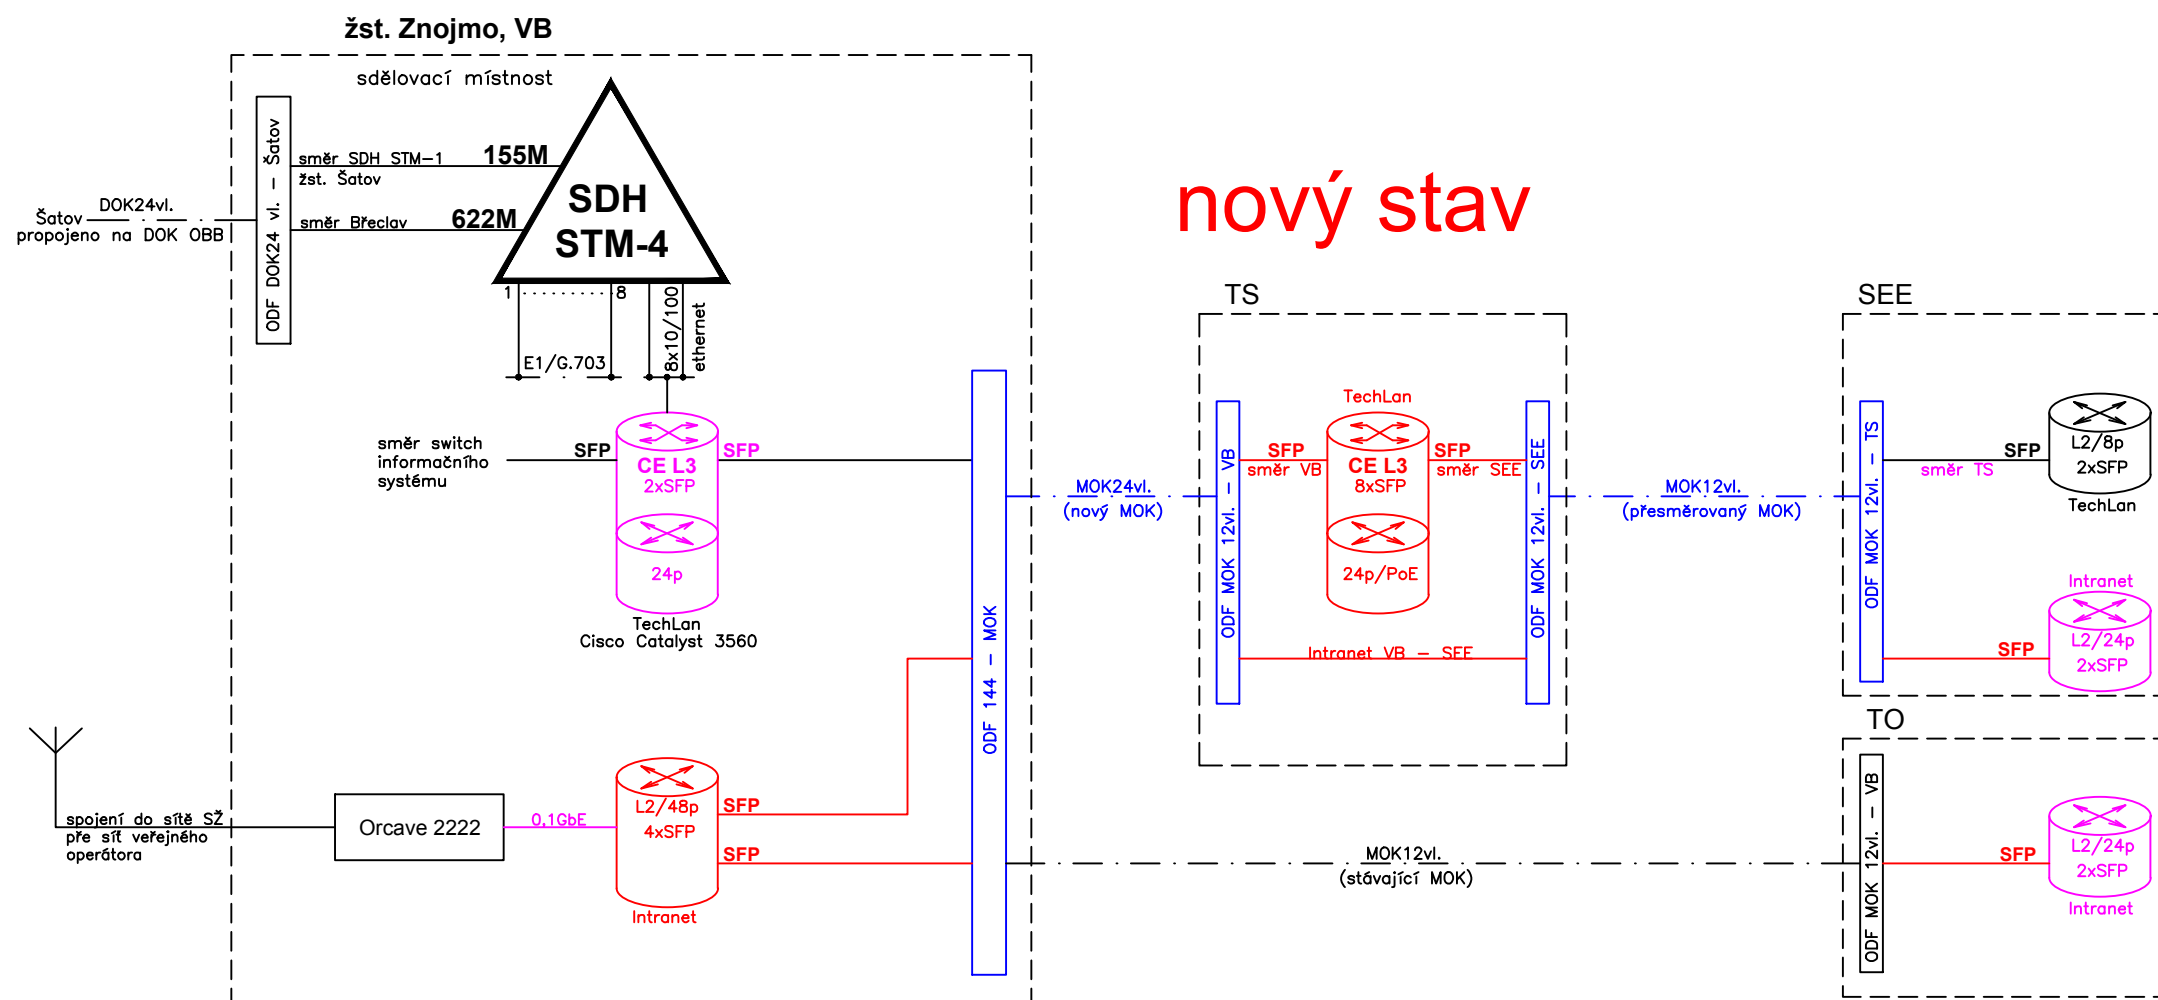 žst. Znojmo, VB
sdělovací místnost
ODF DOK24 vl. – Šatov
směr SDH STM-1
155M
žst. Šatov
směr Břeclav
622M
SDH
STM-4
DOK24vl.
Šatov
propojeno na DOK OBB
1
8
E1/G.703
8x10/100
ethernet
směr switch
informačního
systému
SFP
SFP
CE L3
2xSFP
24p
TechLan
Cisco Catalyst 3560
ODF 144 – MOK
spojení do sítě SŽ
pře síť veřejného
operátora
Orcave 2222
0,1GbE
L2/48p
4xSFP
SFP
SFP
Intranet
nový stav
MOK24vl.
(nový MOK)
TS
ODF MOK 12vl. – VB
SFP
směr VB
TechLan
CE L3
8xSFP
24p/PoE
SFP
směr SEE
ODF MOK 12vl. – SEE
Intranet VB – SEE
MOK12vl.
(přesměrovaný MOK)
MOK12vl.
(stávající MOK)
SEE
ODF MOK 12vl. – TS
SFP
směr TS
L2/8p
2xSFP
TechLan
Intranet
SFP
L2/24p
2xSFP
TO
ODF MOK 12vl. – VB
SFP
L2/24p
2xSFP
Intranet